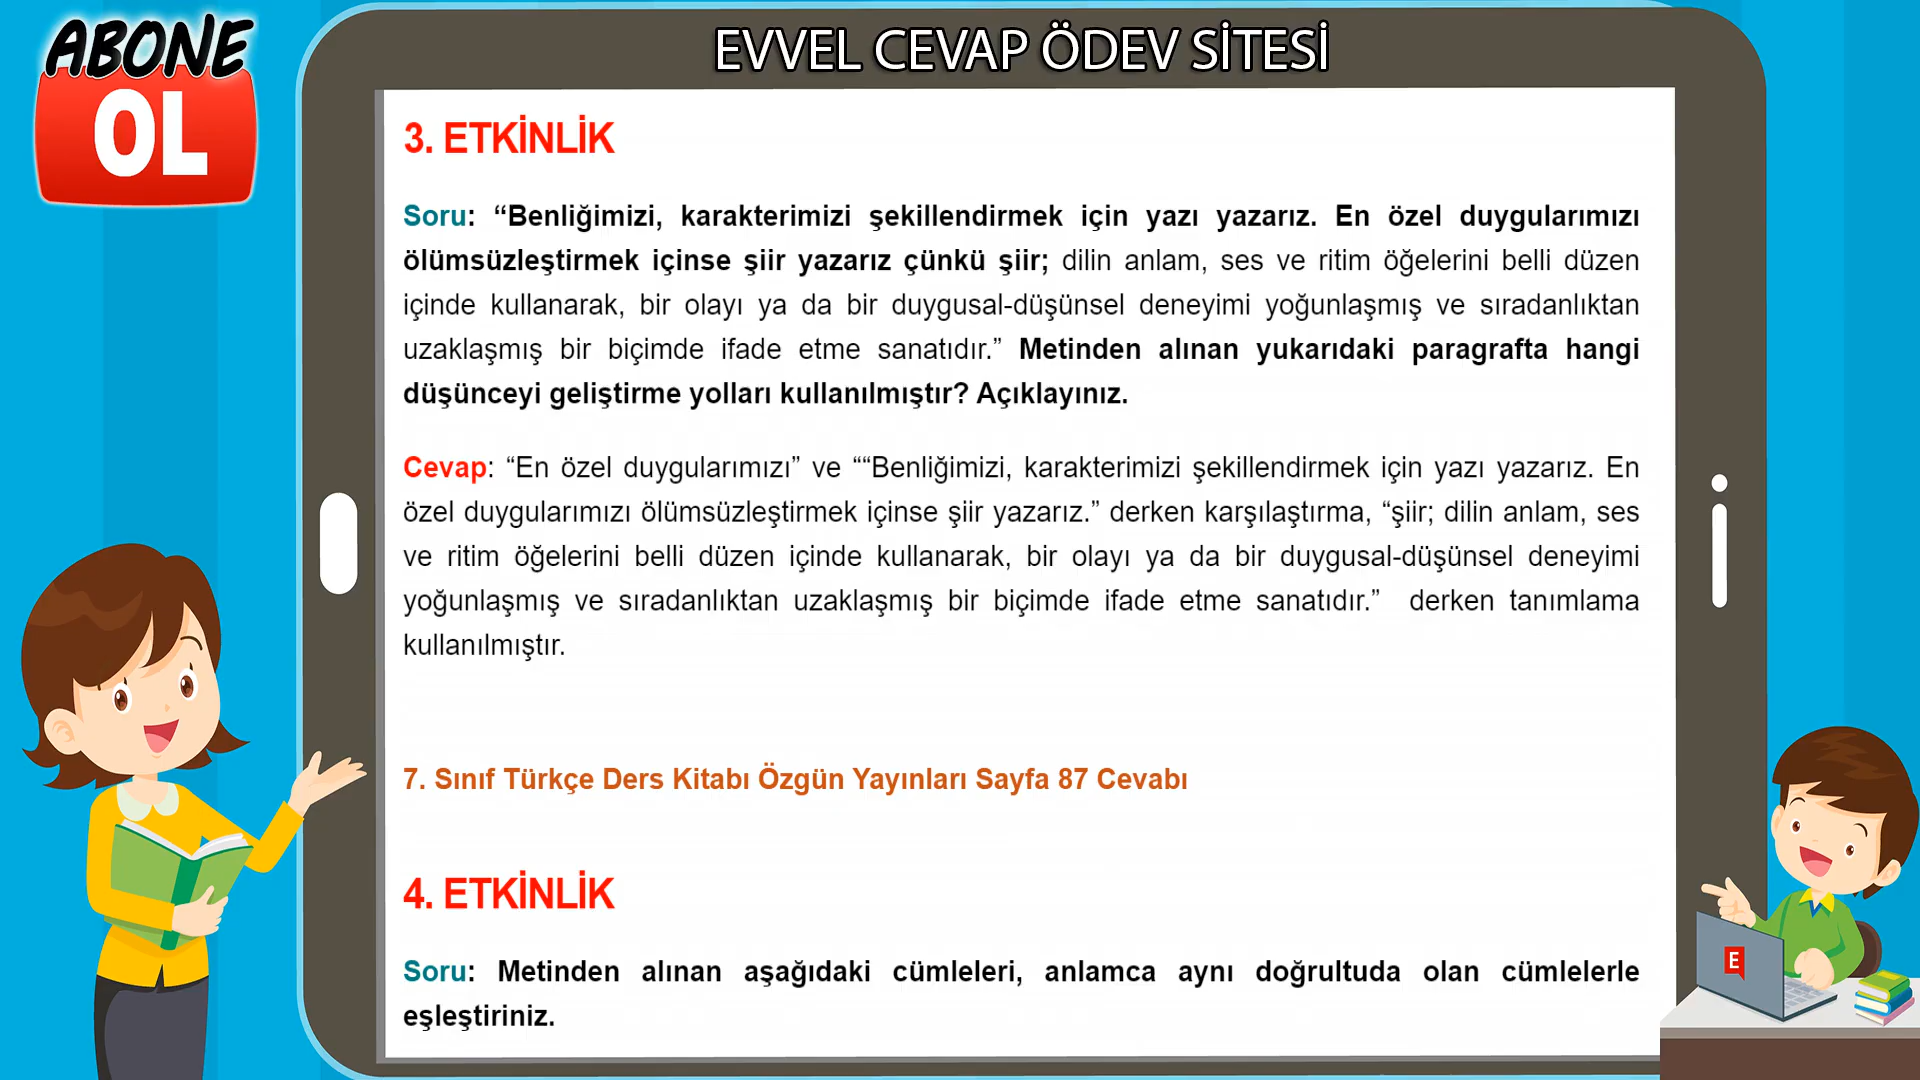 ABONE
OL
EVVEL CEVAP ÖDEV SİTESİ
3. ETKİNLİK
Soru: “Benliğimizi, karakterimizi şekillendirmek için yazı yazarız. En özel duygularımızı
ölümsüzleştirmek içinse şiir yazarız çünkü şiir; dilin anlam, ses ve ritim öğelerini belli düzen
içinde kullanarak, bir olayı ya da bir duygusal-düşünsel deneyimi yoğunlaşmış ve sıradanlıktan
uzaklaşmış bir biçimde ifade etme sanatıdır.” Metinden alınan yukarıdaki paragrafta hangi
düşünceyi geliştirme yolları kullanılmıştır? Açıklayınız.
Cevap: “En özel duygularımızı” ve ““Benliğimizi, karakterimizi şekillendirmek için yazı yazarız. En
özel duygularımızı ölümsüzleştirmek içinse şiir yazarız.” derken karşılaştırma, “şiir; dilin anlam, ses
ve ritim öğelerini belli düzen içinde kullanarak, bir olayı ya da bir duygusal-düşünsel deneyimi
yoğunlaşmış ve sıradanlıktan uzaklaşmış bir biçimde ifade etme sanatıdır.” derken tanımlama
kullanılmıştır.
7. Sınıf Türkçe Ders Kitabı Özgün Yayınları Sayfa 87 Cevabı
4. ETKİNLİK
Soru: Metinden alınan aşağıdaki cümleleri, anlamca aynı doğrultuda olan cümlelerle
eşleştiriniz.
E